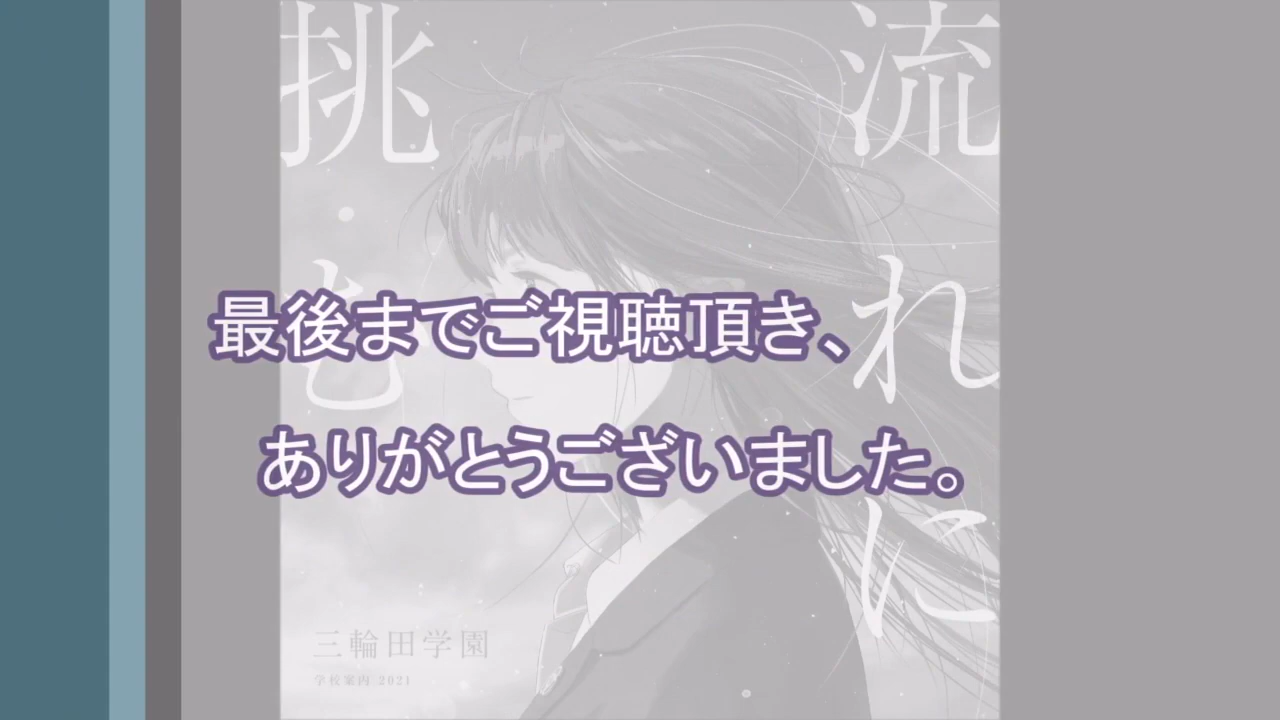 流れに
挑・む
最後までご視聴頂き、
ありがとうございました。
三輪田学園
学校案内 2021